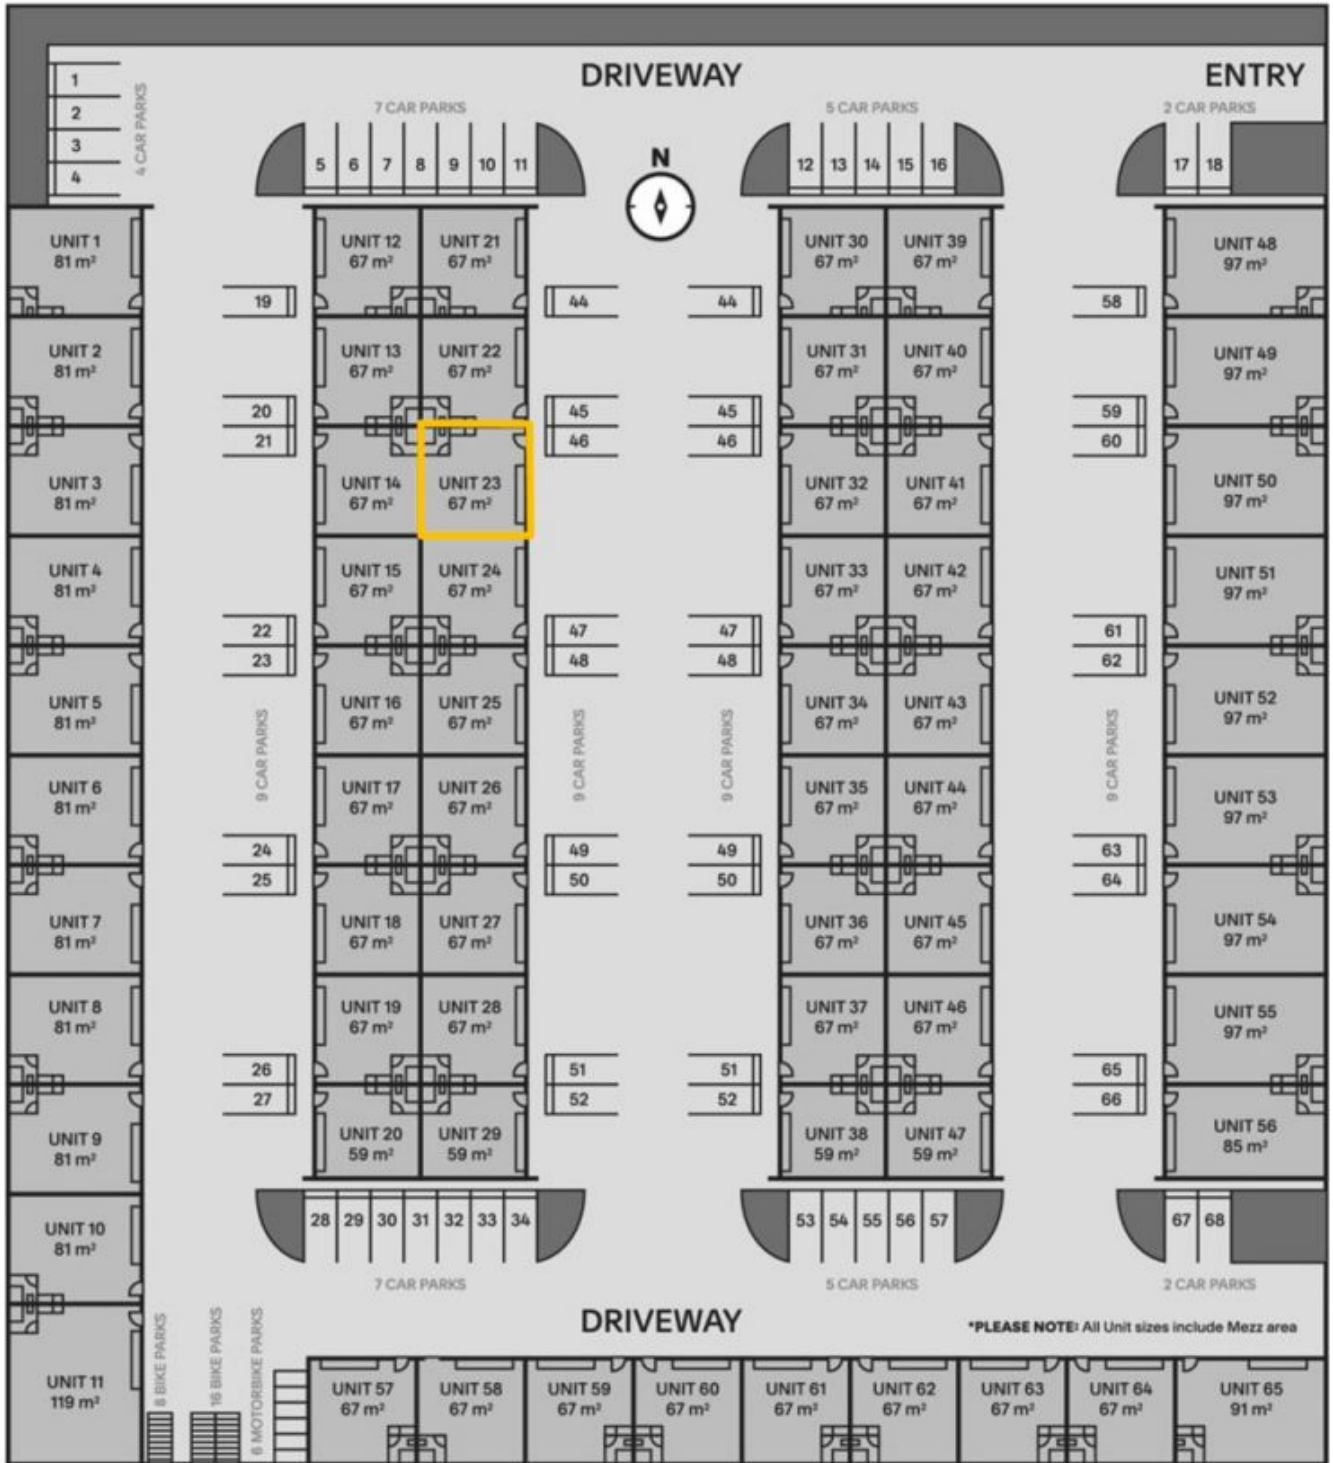 DRIVEWAY
ENTRY
7 CAR PARKS
5 CAR PARKS
2 CAR PARKS
4 CAR PARKS
1
2
3
4
5 6 7 8 9 10 11
12 13 14 15 16
17 18
N
UNIT 1
81 m²
UNIT 2
81 m²
UNIT 3
81 m²
UNIT 4
81 m²
UNIT 5
81 m²
UNIT 6
81 m²
UNIT 7
81 m²
UNIT 8
81 m²
UNIT 9
81 m²
UNIT 10
81 m²
UNIT 11
119 m²
19
20
21
22
23
9 CAR PARKS
24
25
26
27
UNIT 12
67 m²
UNIT 13
67 m²
UNIT 14
67 m²
UNIT 15
67 m²
UNIT 16
67 m²
UNIT 17
67 m²
UNIT 18
67 m²
UNIT 19
67 m²
UNIT 20
59 m²
UNIT 21
67 m²
UNIT 22
67 m²
UNIT 23
67 m²
UNIT 24
67 m²
UNIT 25
67 m²
UNIT 26
67 m²
UNIT 27
67 m²
UNIT 28
67 m²
UNIT 29
59 m²
44
45
46
47
48
9 CAR PARKS
49
50
51
52
44
45
46
47
48
9 CAR PARKS
49
50
51
52
UNIT 30
67 m²
UNIT 31
67 m²
UNIT 32
67 m²
UNIT 33
67 m²
UNIT 34
67 m²
UNIT 35
67 m²
UNIT 36
67 m²
UNIT 37
67 m²
UNIT 38
59 m²
UNIT 39
67 m²
UNIT 40
67 m²
UNIT 41
67 m²
UNIT 42
67 m²
UNIT 43
67 m²
UNIT 44
67 m²
UNIT 45
67 m²
UNIT 46
67 m²
UNIT 47
59 m²
58
59
60
61
62
9 CAR PARKS
63
64
65
66
UNIT 48
97 m²
UNIT 49
97 m²
UNIT 50
97 m²
UNIT 51
97 m²
UNIT 52
97 m²
UNIT 53
97 m²
UNIT 54
97 m²
UNIT 55
97 m²
UNIT 56
85 m²
28 29 30 31 32 33 34
53 54 55 56 57
67 68
7 CAR PARKS
5 CAR PARKS
2 CAR PARKS
DRIVEWAY
*PLEASE NOTE: All Unit sizes include Mezz area
8 BIKE PARKS
16 BIKE PARKS
6 MOTORBIKE PARKS
UNIT 57
67 m²
UNIT 58
67 m²
UNIT 59
67 m²
UNIT 60
67 m²
UNIT 61
67 m²
UNIT 62
67 m²
UNIT 63
67 m²
UNIT 64
67 m²
UNIT 65
91 m²